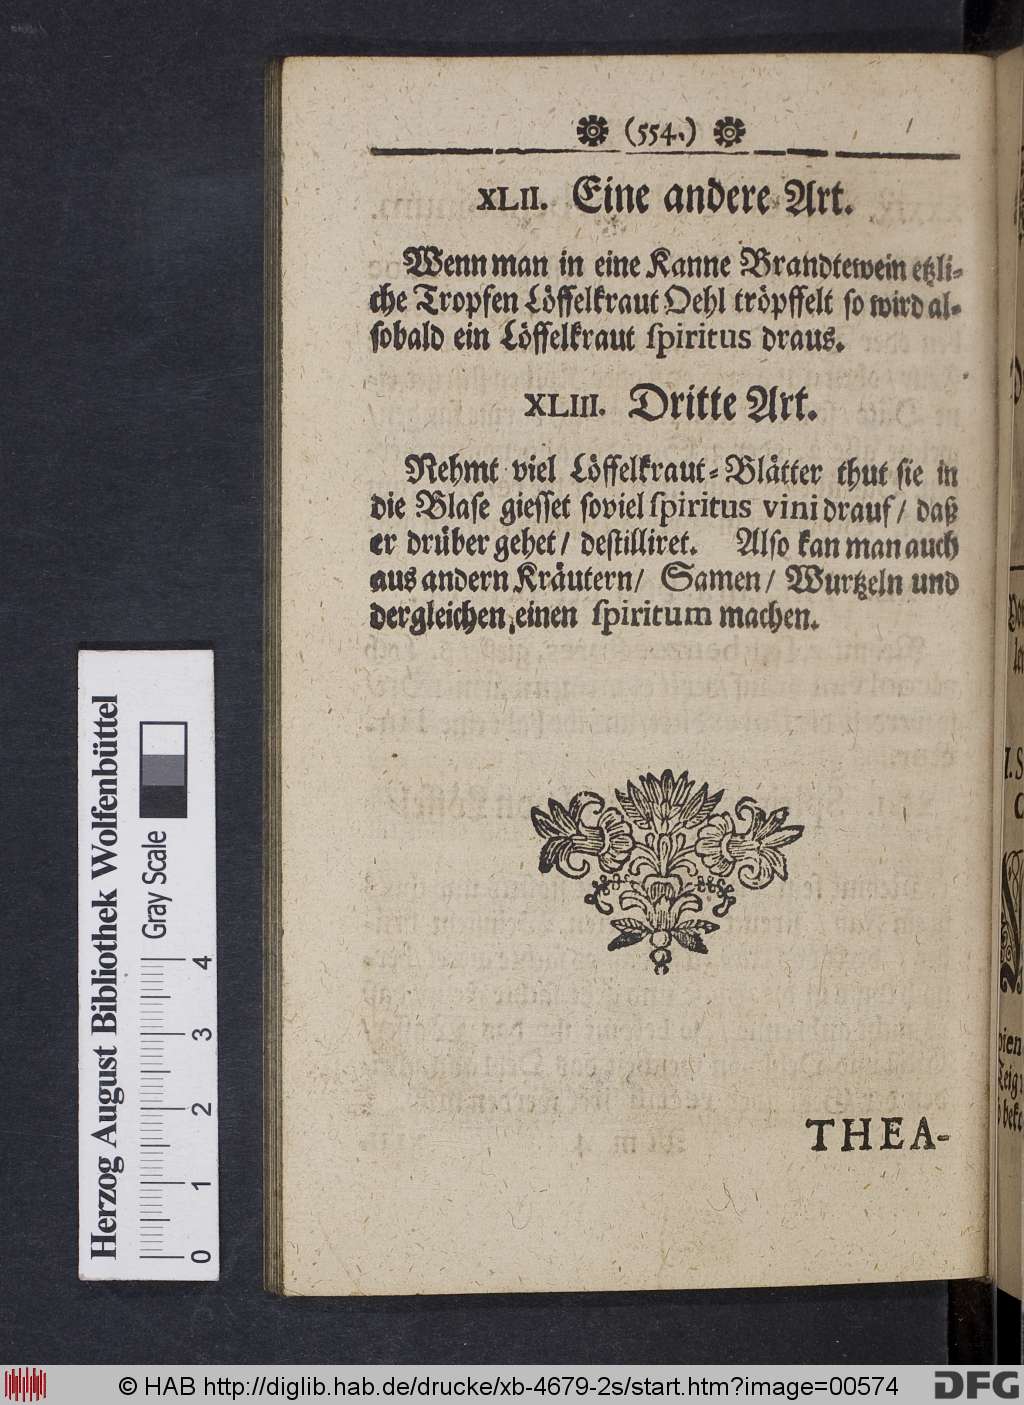 (554.)
XLII. Eine andere Art.
Wenn man in eine Kanne Brandtewein etzli-
che Tropfen Löffelkraut Oehl tröpffelt so wird al-
sobald ein Löffelkraut spiritus draus.
XLIII. Dritte Art.
Nehmt viel Löffelkraut-Blätter thut sie in
die Blase giesset soviel spiritus vini drauf / daß
er drüber gehet / destilliret. Also kan man auch
aus andern Kräutern / Samen / Wurtzeln und
dergleichen einen spiritum machen.
THEA-
Herzog August Bibliothek Wolfenbüttel
Gray Scale
0 1 2 3 4
© HAB http://diglib.hab.de/drucke/xb-4679-2s/start.htm?image=00574
DFG